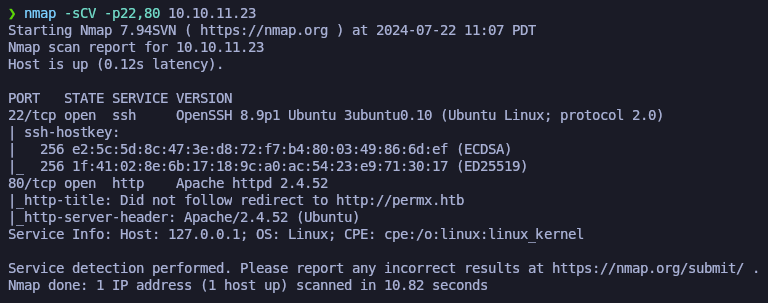 ❯ nmap -sCV -p22,80 10.10.11.23
Starting Nmap 7.94SVN ( https://nmap.org ) at 2024-07-22 11:07 PDT
Nmap scan report for 10.10.11.23
Host is up (0.12s latency).

PORT   STATE SERVICE VERSION
22/tcp open  ssh     OpenSSH 8.9p1 Ubuntu 3ubuntu0.10 (Ubuntu Linux; protocol 2.0)
| ssh-hostkey:
|   256 e2:5c:5d:8c:47:3e:d8:72:f7:b4:80:03:49:86:6d:ef (ECDSA)
|_  256 1f:41:02:8e:6b:17:18:9c:a0:ac:54:23:e9:71:30:17 (ED25519)
80/tcp open  http    Apache httpd 2.4.52
|_http-title: Did not follow redirect to http://permx.htb
|_http-server-header: Apache/2.4.52 (Ubuntu)
Service Info: Host: 127.0.0.1; OS: Linux; CPE: cpe:/o:linux:linux_kernel

Service detection performed. Please report any incorrect results at https://nmap.org/submit/ .
Nmap done: 1 IP address (1 host up) scanned in 10.82 seconds